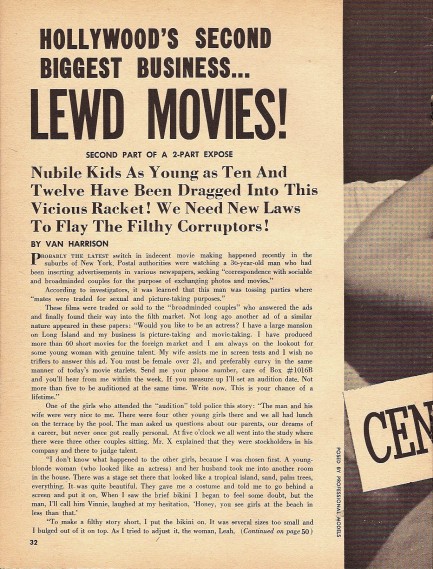 HOLLYWOOD'S SECOND
BIGGEST BUSINESS...
LEWD MOVIES!
SECOND PART OF A 2-PART EXPOSE
Nubile Kids As Young as Ten And
Twelve Have Been Dragged Into This
Vicious Racket! We Need New Laws
To Flay The Filthy Corruptors!
BY VAN HARRISON
PROBABLY THE LATEST switch in indecent movie making happened recently in the
suburbs of New York. Postal authorities were watching a 36-year-old man who had
been inserting advertisements in various newspapers, seeking "correspondence with sociable
and broadminded couples for the purpose of exchanging photos and movies."
According to investigators, it was learned that this man was tossing parties where
"mates were traded for sexual and picture-taking purposes."
These films were traded or sold to the "broadminded couples" who answered the ads
and finally found their way into the film market. Not long ago another ad of a similar
nature appeared in these papers: "Would you like to be an actress? I have a large mansion
on Long Island and my business is picture-taking and movie-taking. I have produced
more than 60 short movies for the foreign market and I am always on the lookout for
some young woman with genuine talent. My wife assists me in screen tests and I wish no
triflers to answer this ad. You must be female over 21, and preferably curvy in the same
manner of today's movie starlets. Send me your phone number, care of Box #1016B
and you'll hear from me within the week. If you measure up I'll set an audition date. Not
more than five to be auditioned at the same time. Write now. This is your chance of a
lifetime."
One of the girls who attended the "audition" told police this story: "The man and his
wife were very nice to me. There were four other young girls there and we all had lunch
on the terrace by the pool. The man asked us questions about our parents, our dreams of
a career, but never once got really personal. At five o'clock we all went into the study where
there were three other couples sitting. Mr. X explained that they were stockholders in his
company and there to judge talent.
"I don't know what happened to the other girls, because I was chosen first. A young-
blonde woman (who looked like an actress) and her husband took me into another room
in the house. There was a stage set there that looked like a tropical island, sand, palm trees,
everything. It was quite beautiful. They gave me a costume and told me to go behind a
screen and put it on. When I saw the brief bikini I began to feel some doubt, but the
man, I'll call him Vinnie, laughed at my hesitation, 'Honey, you see girls at the beach in
less than that.'
"To make a filthy story short, I put the bikini on. It was several sizes too small and
I bulged out of it on top. As I tried to adjust it, the woman, Leah, (Continued on page 50)
32
POSED BY PROFESSIONAL MODELS
CEN